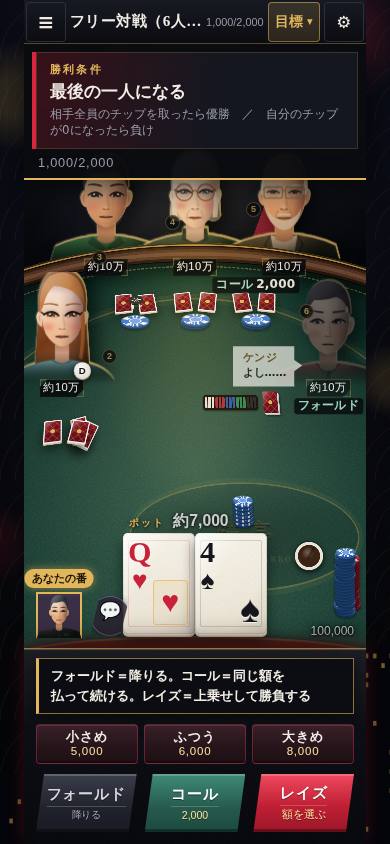 ≡ フリー対戦（6人... 1,000/2,000 目標 ▾
勝利条件
最後の一人になる
相手全員のチップを取ったら優勝　／　自分のチップ
が0になったら負け
1,000/2,000
4
5
3
約10万
約10万
約10万
コール 2,000
6
2
D
ケンジ
よし……
約10万
約10万
フォールド
ポット 約7,000
Q
4
あなたの番
100,000
フォールド=降りる。コール=同じ額を
払って続ける。レイズ=上乗せして勝負する
小さめ
5,000
ふつう
6,000
大きめ
8,000
フォールド
降りる
コール
2,000
レイズ
額を選ぶ